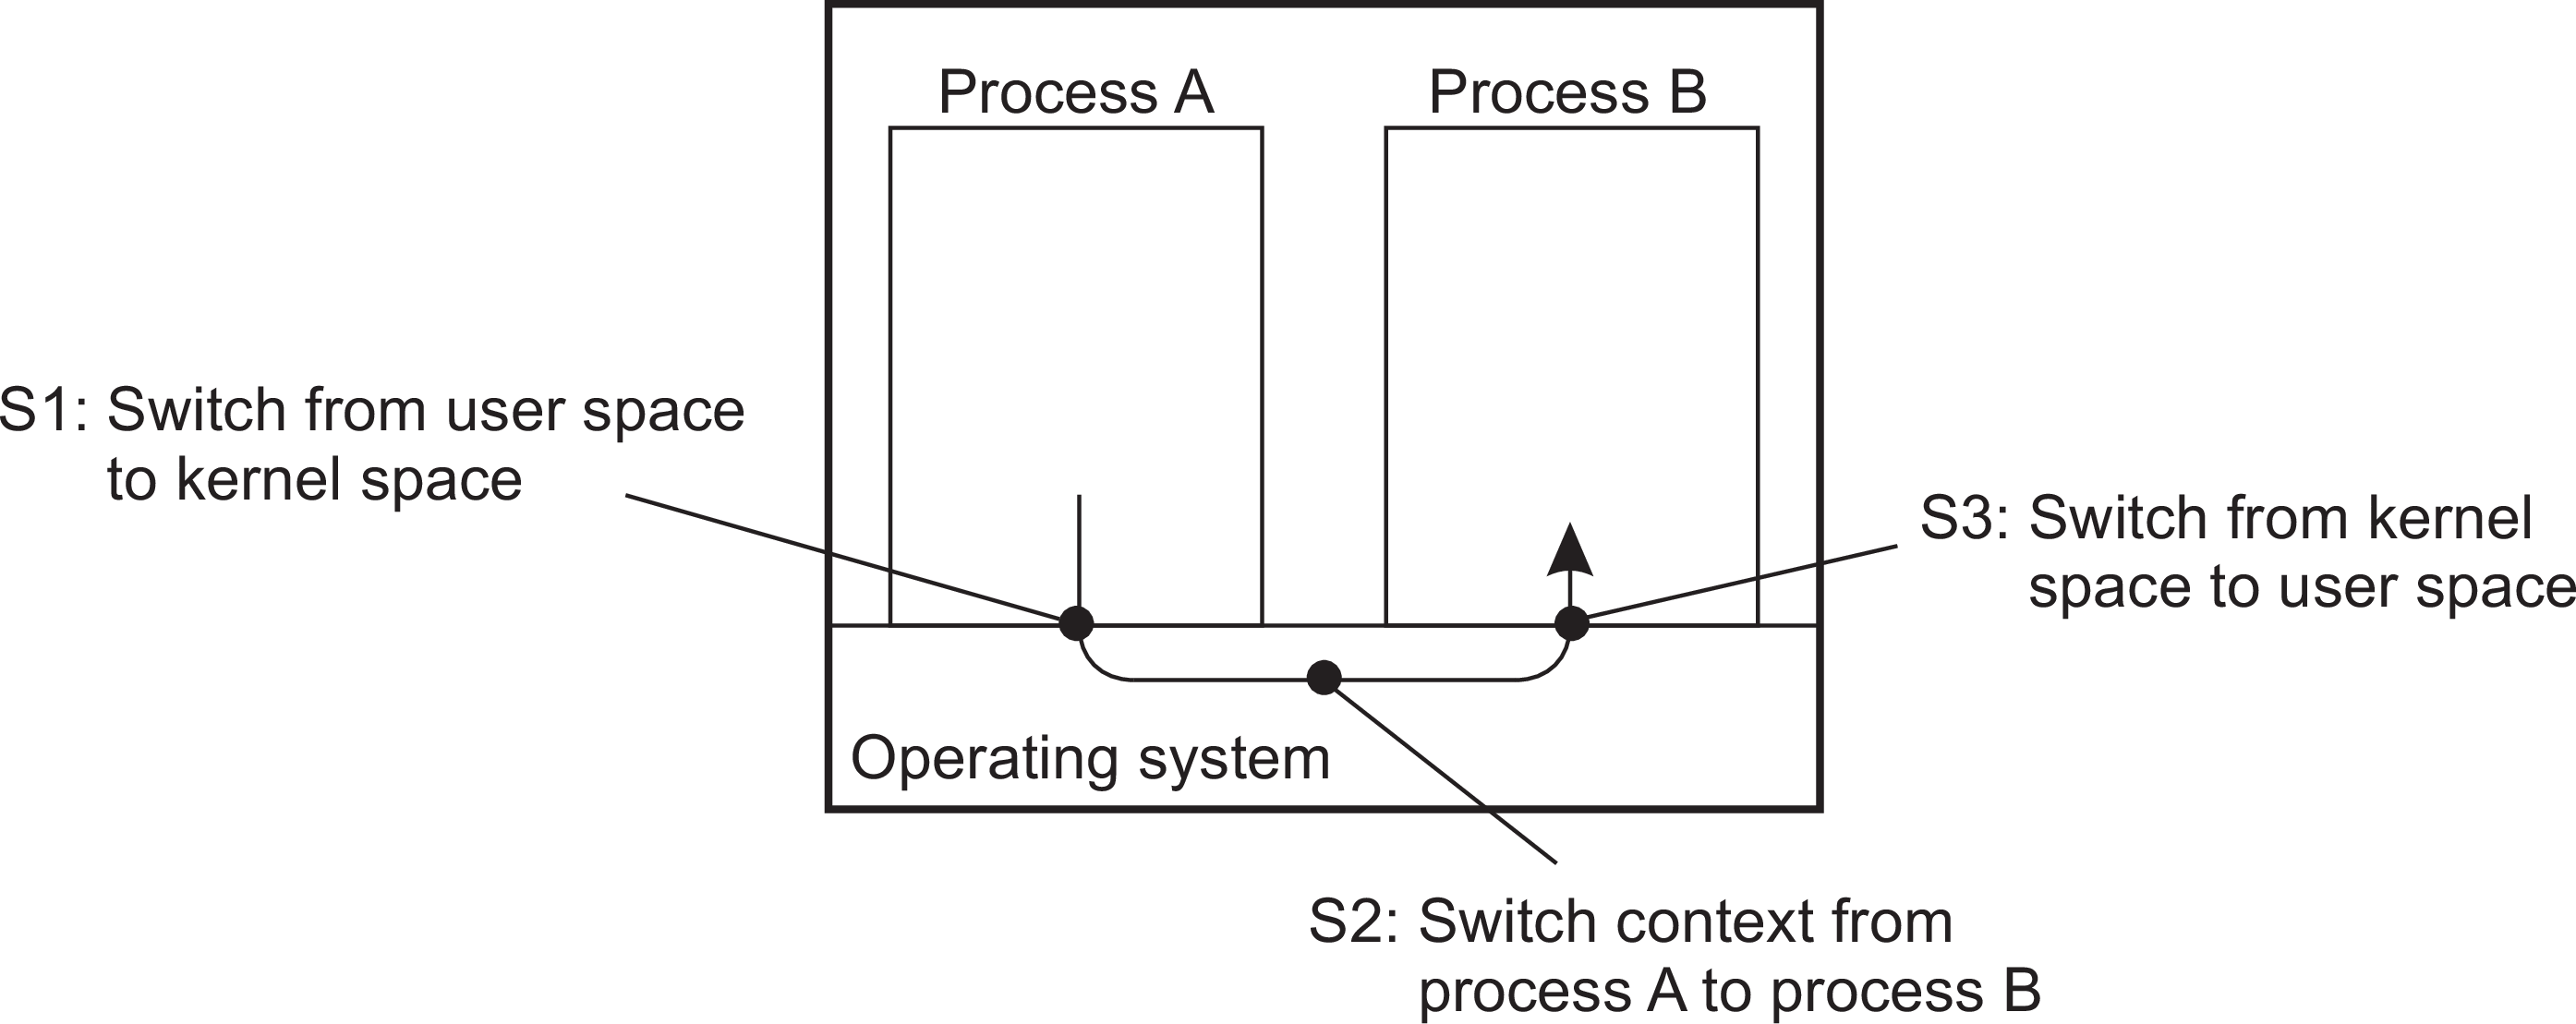 Process A
Process B
S1: Switch from user space
to kernel space
S3: Switch from kernel
space to user space
Operating system
S2: Switch context from
process A to process B